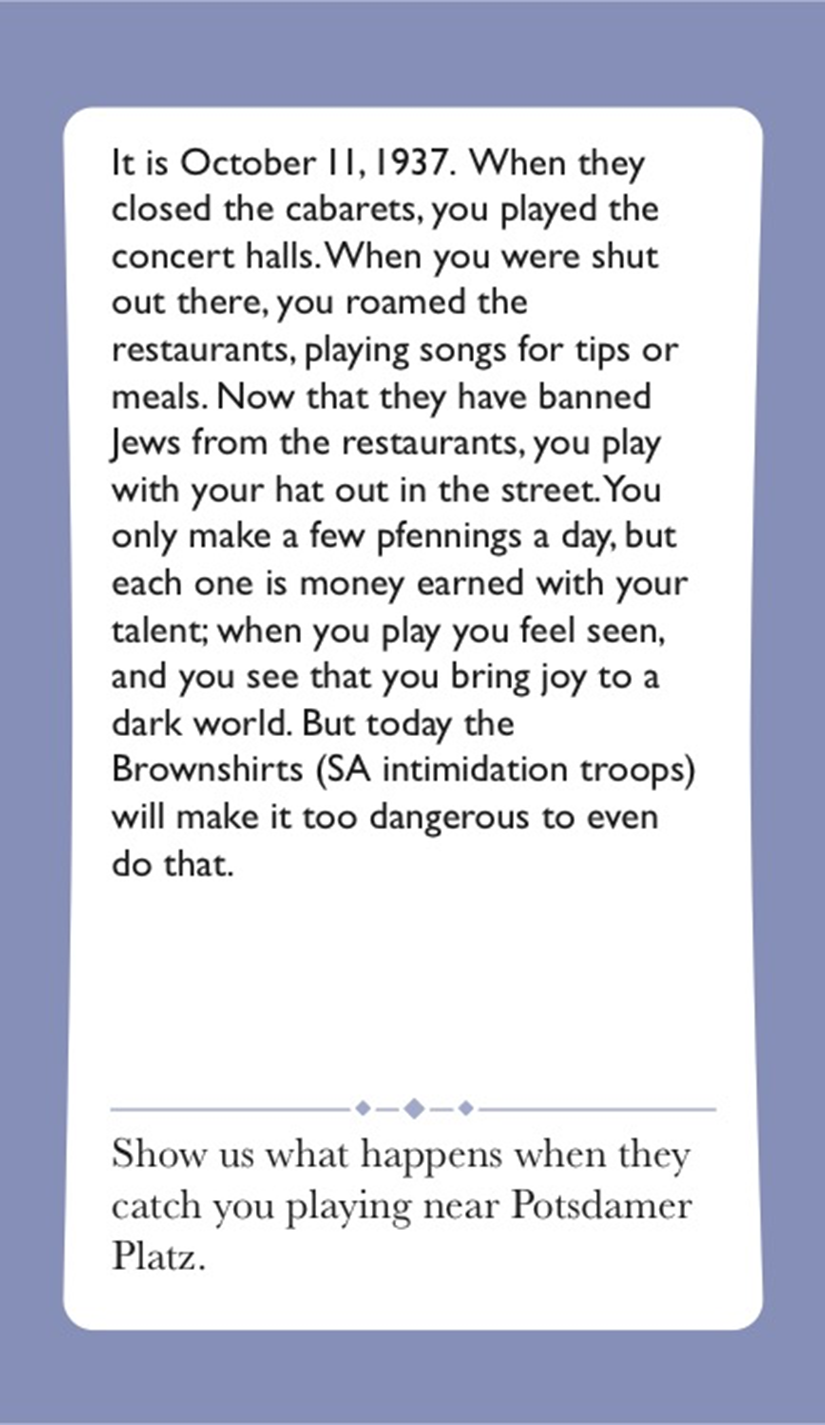 It is October 11, 1937. When they
closed the cabarets, you played the
concert halls. When you were shut
out there, you roamed the
restaurants, playing songs for tips or
meals. Now that they have banned
Jews from the restaurants, you play
with your hat out in the street. You
only make a few pfennings a day, but
each one is money earned with your
talent; when you play you feel seen,
and you see that you bring joy to a
dark world. But today the
Brownshirts (SA intimidation troops)
will make it too dangerous to even
do that.
Show us what happens when they
catch you playing near Potsdamer
Platz.